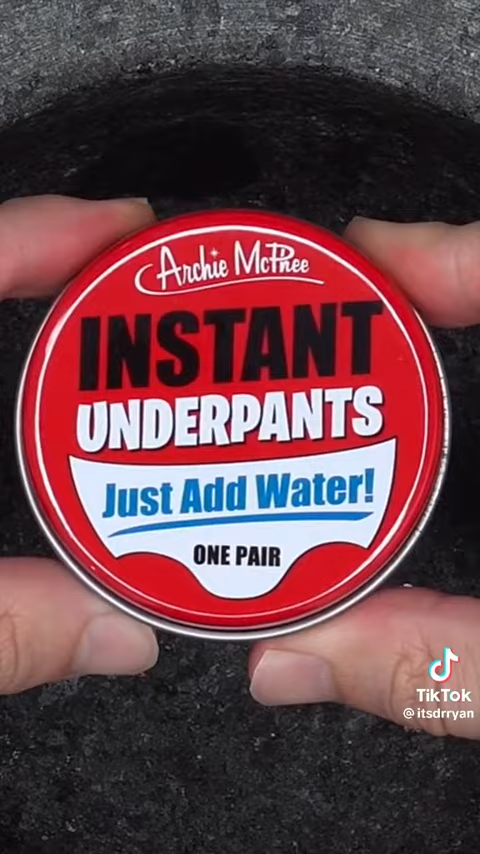 Archie McPhee
INSTANT
UNDERPANTS
Just Add Water!
ONE PAIR
TikTok
@itsdrryan